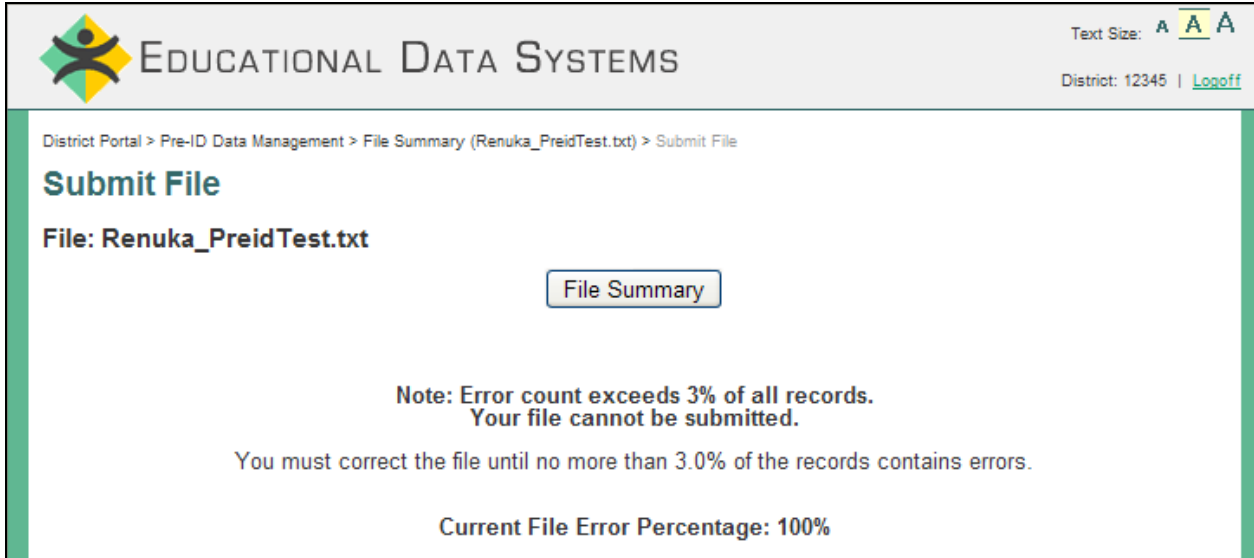 Text Size: A A A
EDUCATIONAL DATA SYSTEMS
District: 12345 | Logoff
District Portal > Pre-ID Data Management > File Summary (Renuka_PreidTest.txt) > Submit File
Submit File
File: Renuka_PreidTest.txt
File Summary
Note: Error count exceeds 3% of all records.
Your file cannot be submitted.
You must correct the file until no more than 3.0% of the records contains errors.
Current File Error Percentage: 100%